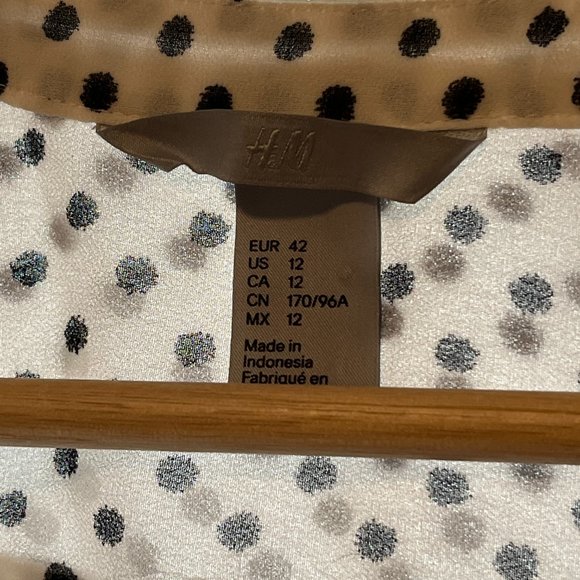 H&M
EUR 42
US 12
CA 12
CN 170/96A
MX 12
Made in
Indonesia
Fabriqué en